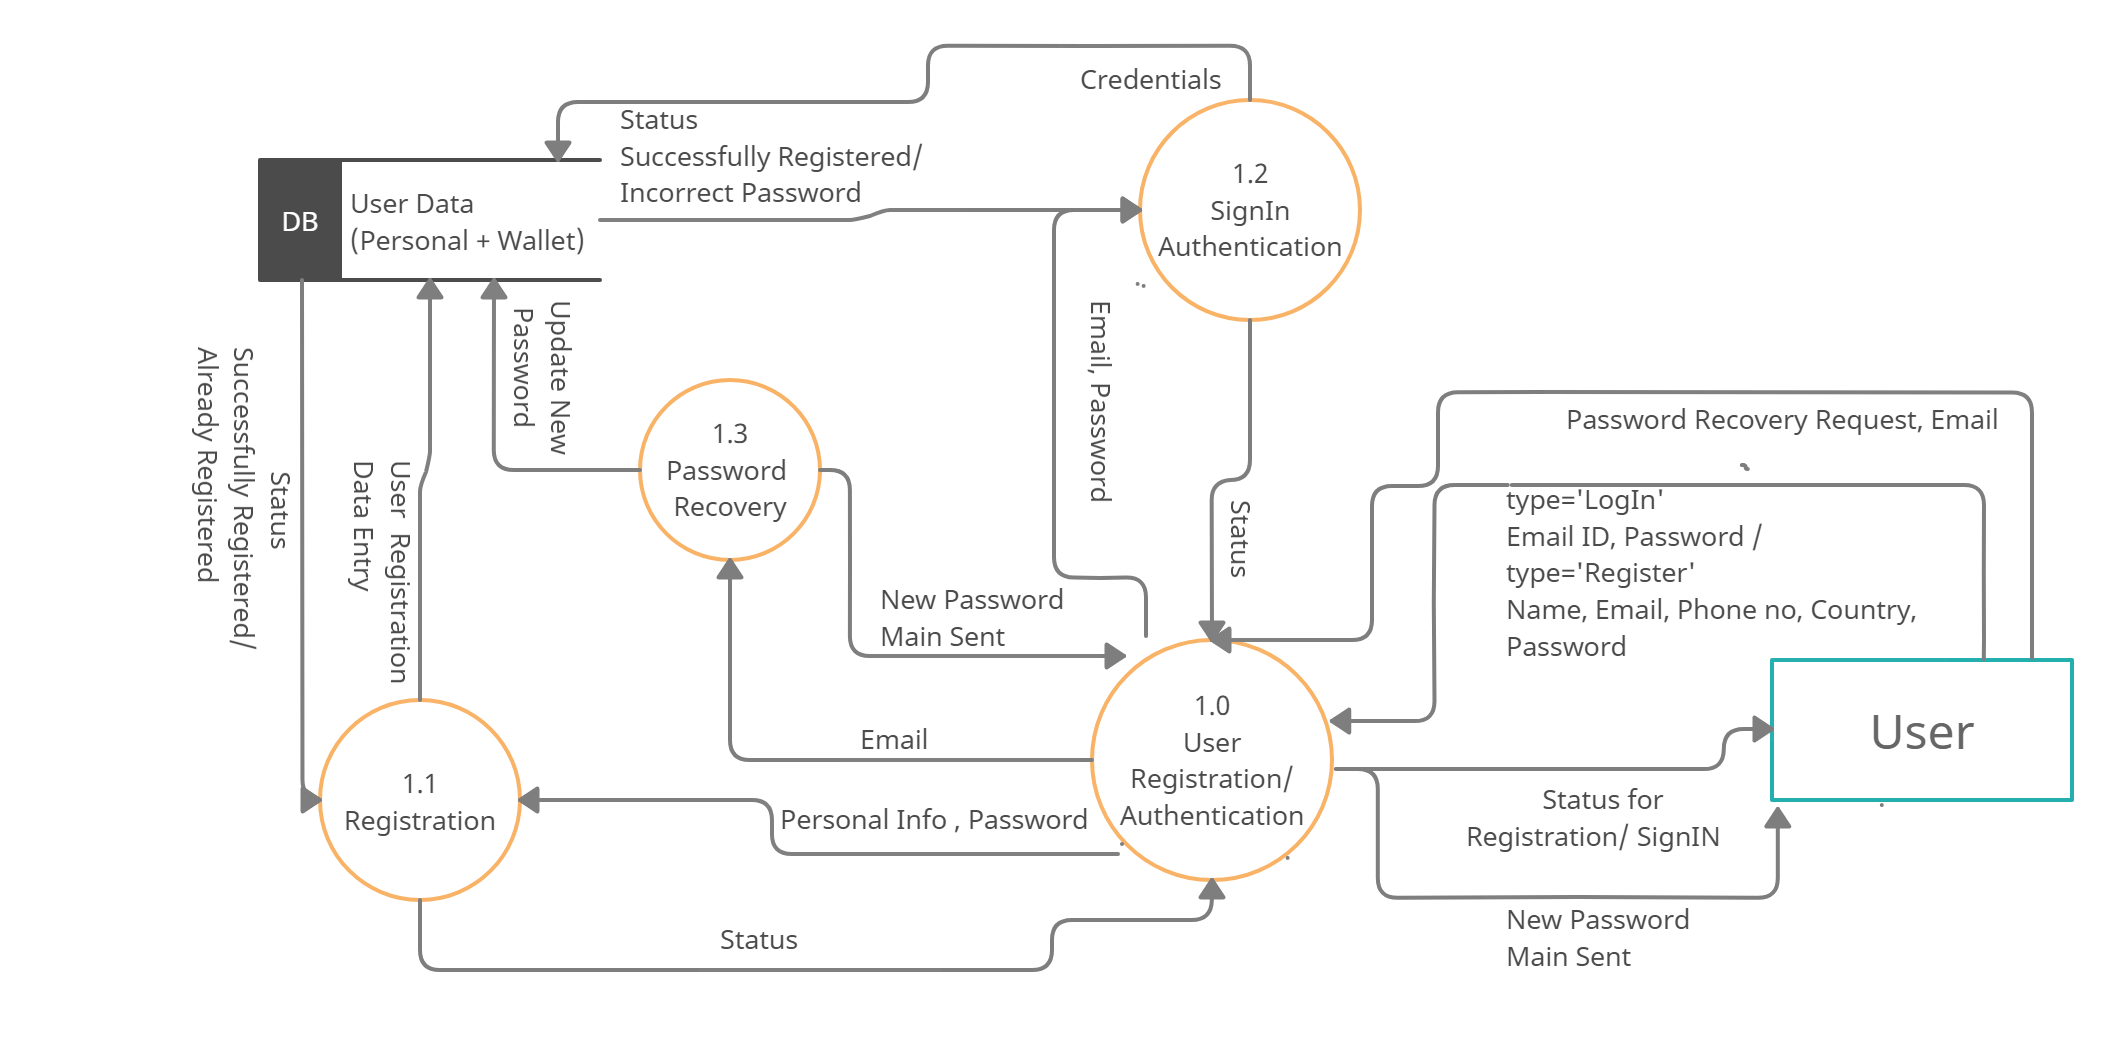 Credentials
Status
Successfully Registered/
Incorrect Password
1.2
SignIn
Authentication
DB
User Data
(Personal + Wallet)
Update New
Password
Email, Password
Status
Successfully Registered/
Already Registered
User  Registration
Data Entry
1.3
Password
Recovery
Status
Password Recovery Request, Email
type='LogIn'
Email ID, Password /
type='Register'
Name, Email, Phone no, Country,
Password
New Password
Main Sent
1.0
User
Registration/
Authentication
User
Email
1.1
Registration
Personal Info , Password
Status for
Registration/ SignIN
Status
New Password
Main Sent